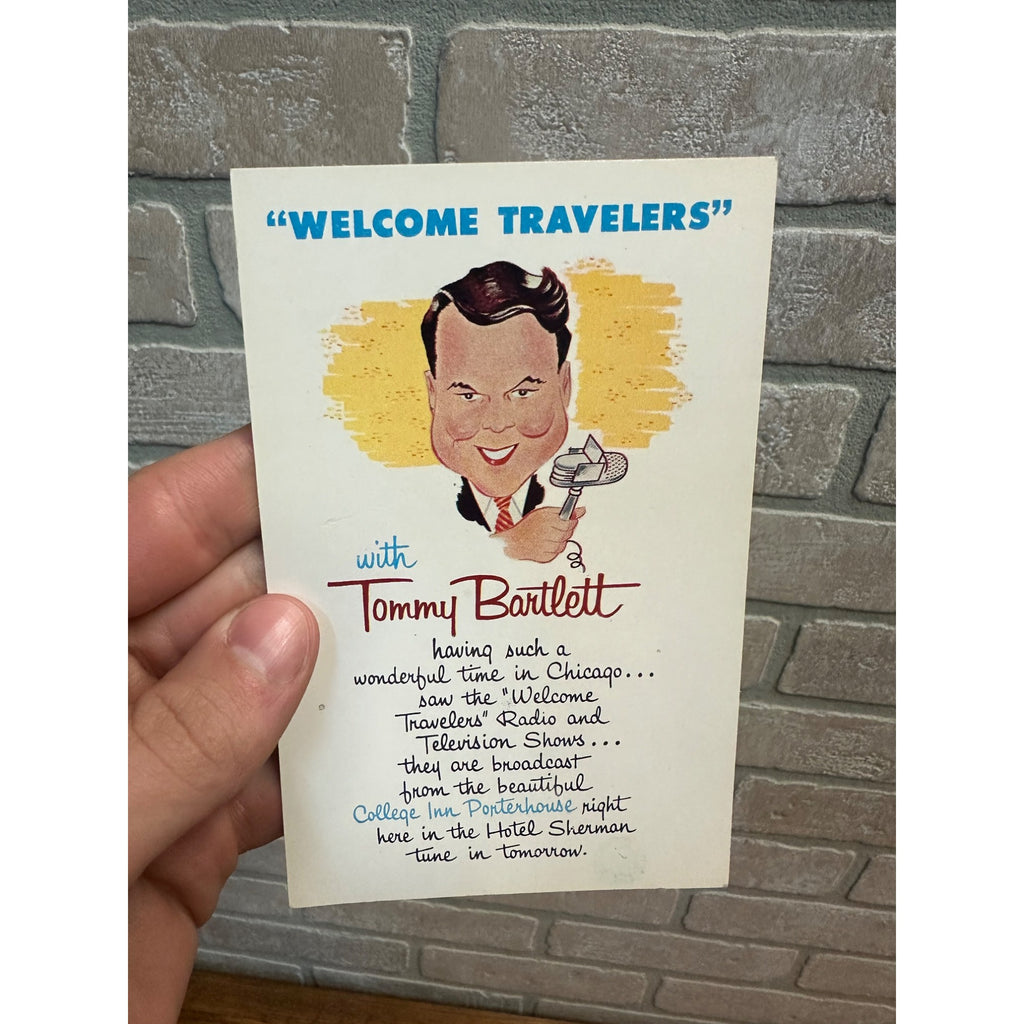 “WELCOME TRAVELERS”
with
Tommy Bartlett
having such a
wonderful time in Chicago...
saw the "Welcome
Travelers" Radio and
Television Shows...
they are broadcast
from the beautiful
College Inn Porterhouse right
here in the Hotel Sherman
tune in tomorrow.